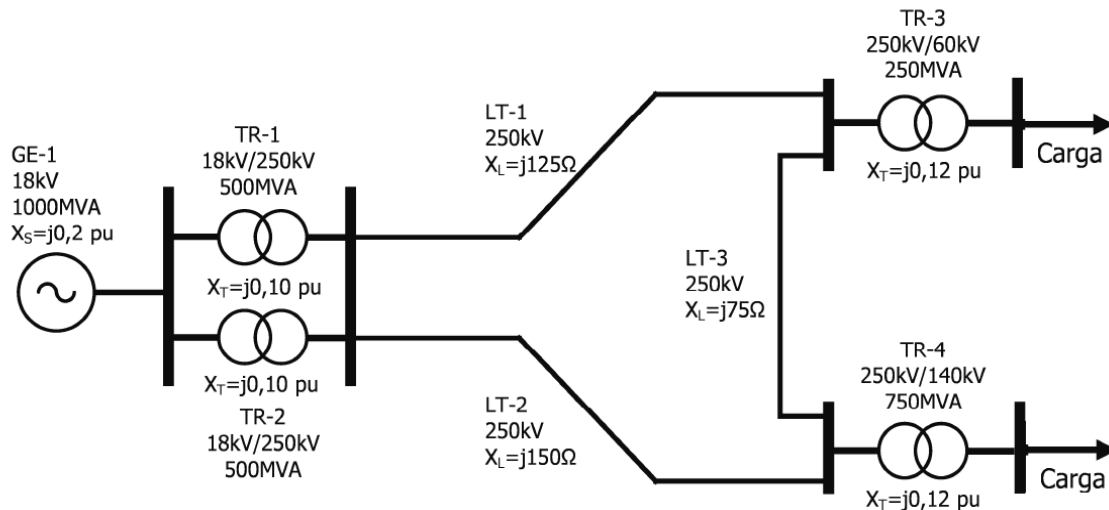 GE-1
18kV
1000MVA
X_S=j0,2 pu
TR-1
18kV/250kV
500MVA
X_T=j0,10 pu
X_T=j0,10 pu
TR-2
18kV/250kV
500MVA
LT-1
250kV
X_L=j125Ω
LT-2
250kV
X_L=j150Ω
LT-3
250kV
X_L=j75Ω
TR-3
250kV/60kV
250MVA
X_T=j0,12 pu
Carga
TR-4
250kV/140kV
750MVA
X_T=j0,12 pu
Carga